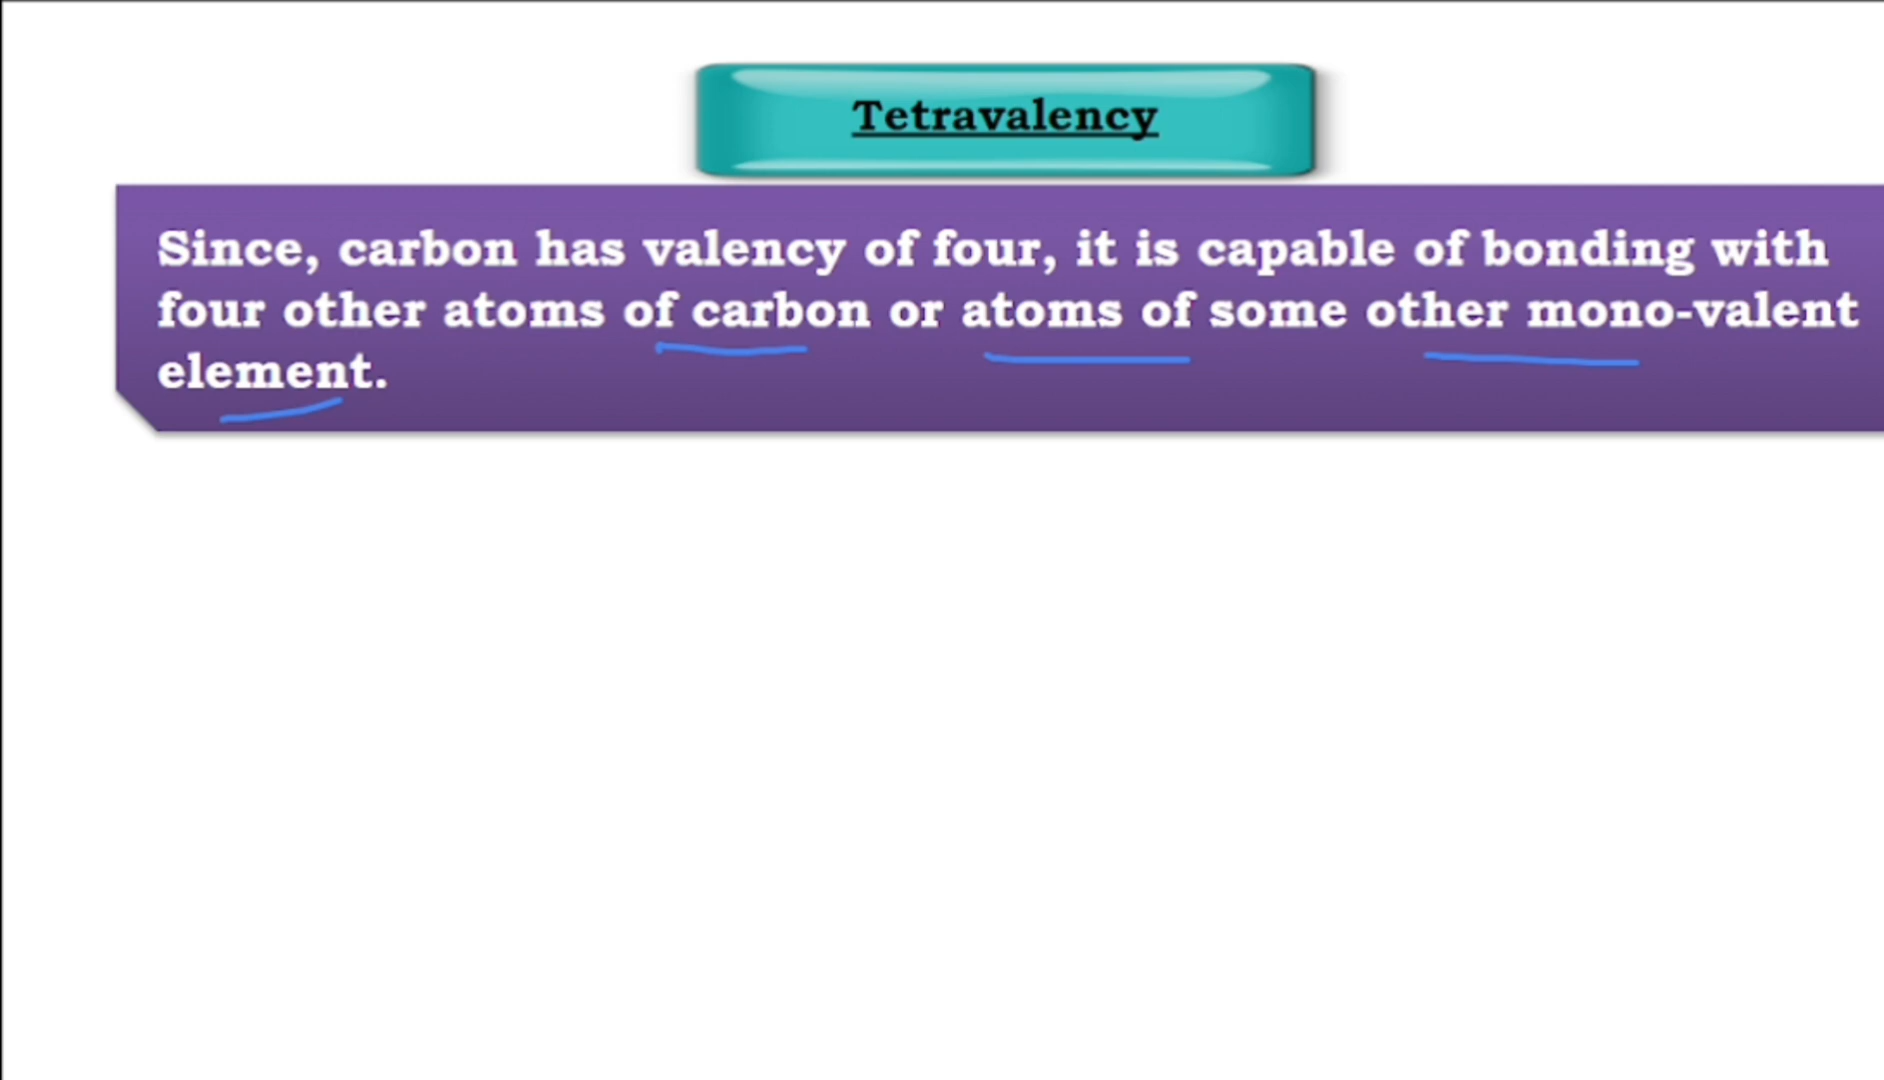 Tetravalency
Since, carbon has valency of four, it is capable of bonding with
four other atoms of carbon or atoms of some other mono-valent
element.